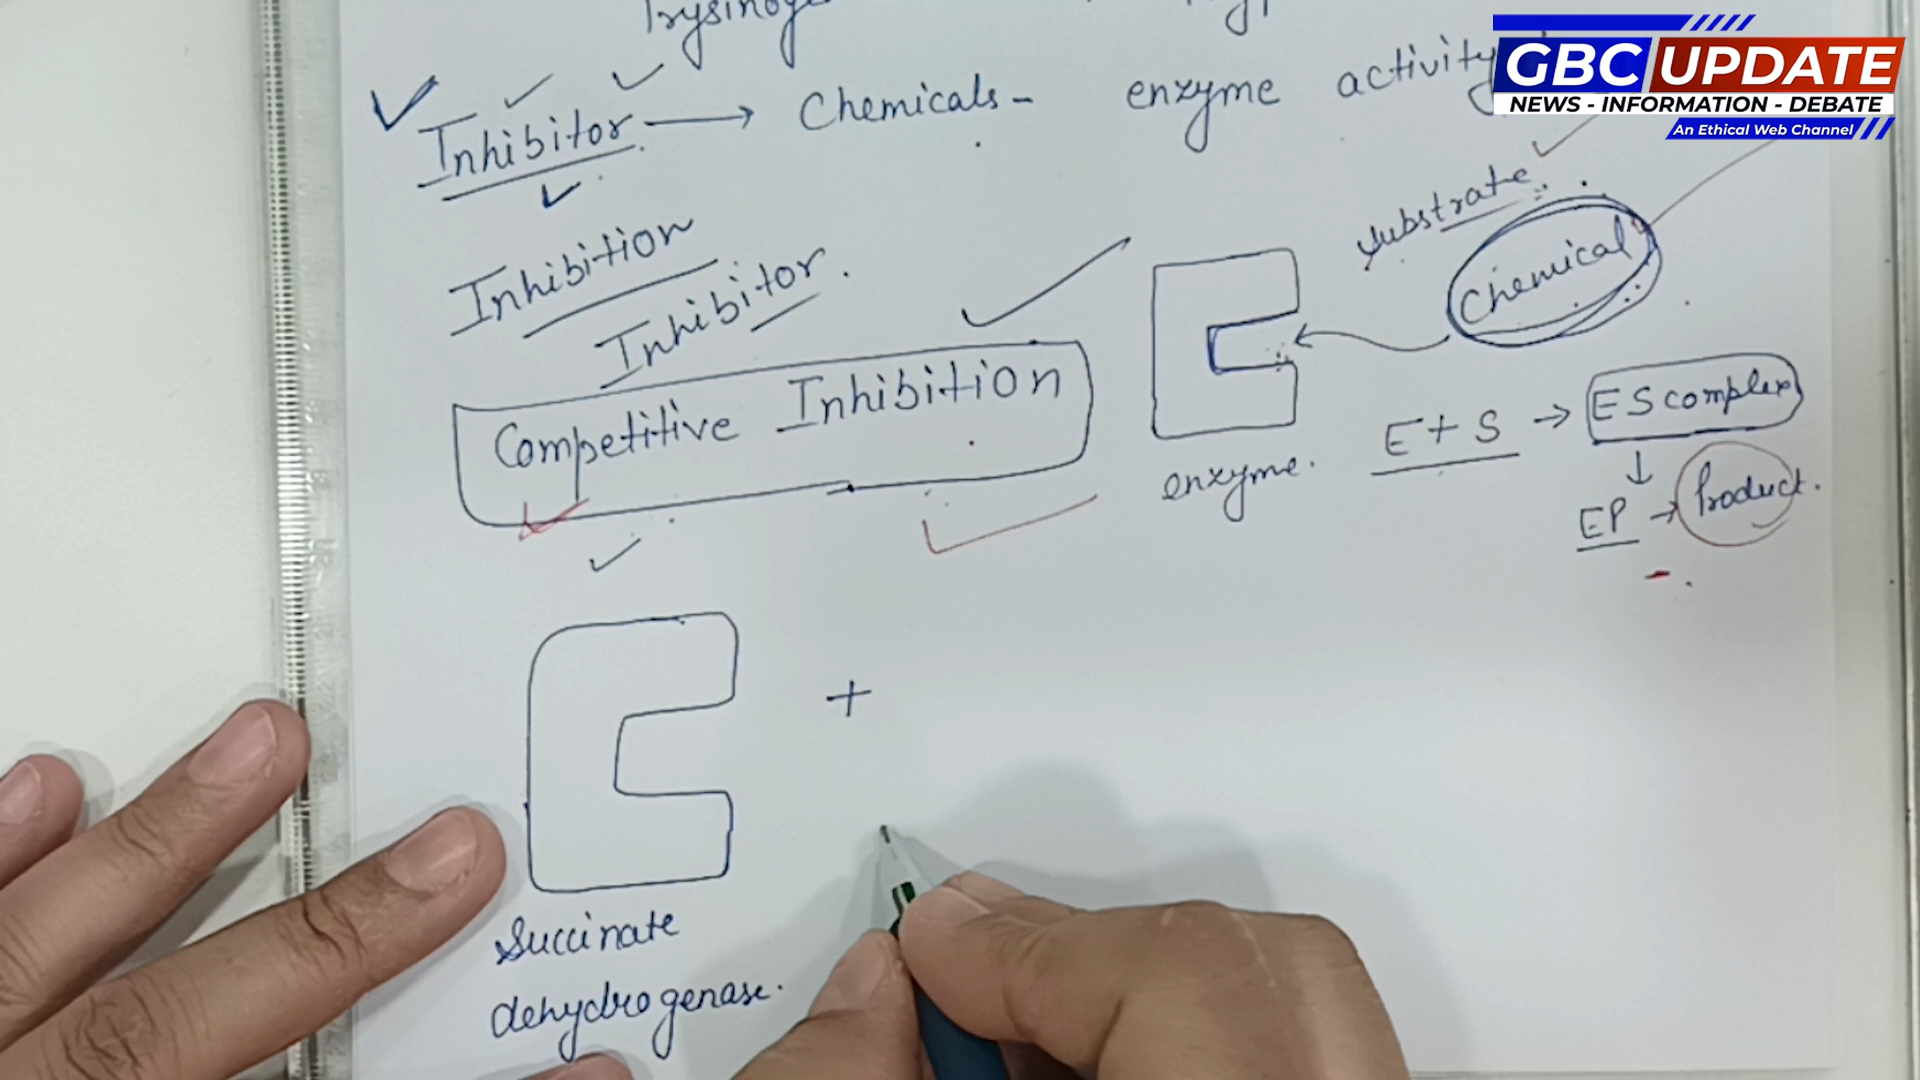 Inhibitor → Chemicals - enzyme activity
GBC UPDATE
NEWS - INFORMATION - DEBATE
An Ethical Web Channel
Inhibition
Inhibitor.
substrate
Chemical
Competitive Inhibition
E + S → ES complex
↓
EP → Product.
enzyme.
+
Succinate
dehydrogenase.